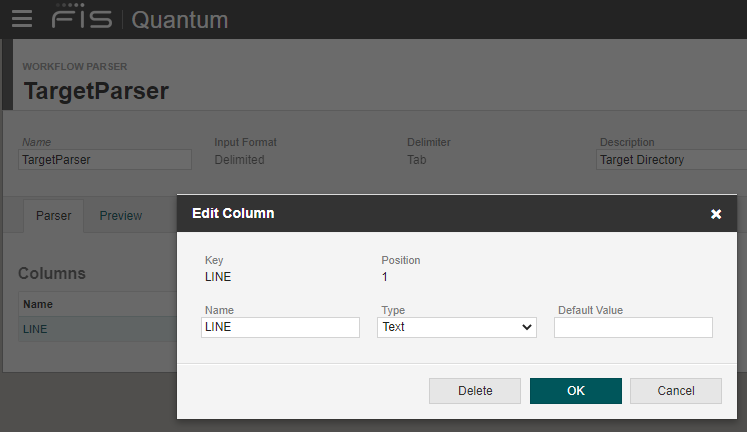 FIS | Quantum
WORKFLOW PARSER
TargetParser
Name Input Format Delimiter Description
TargetParser Delimited Tab Target Directory
Parser Preview
Edit Column ×
Key Position
LINE 1
Columns
Name
LINE
Name Type Default Value
LINE Text
Delete OK Cancel